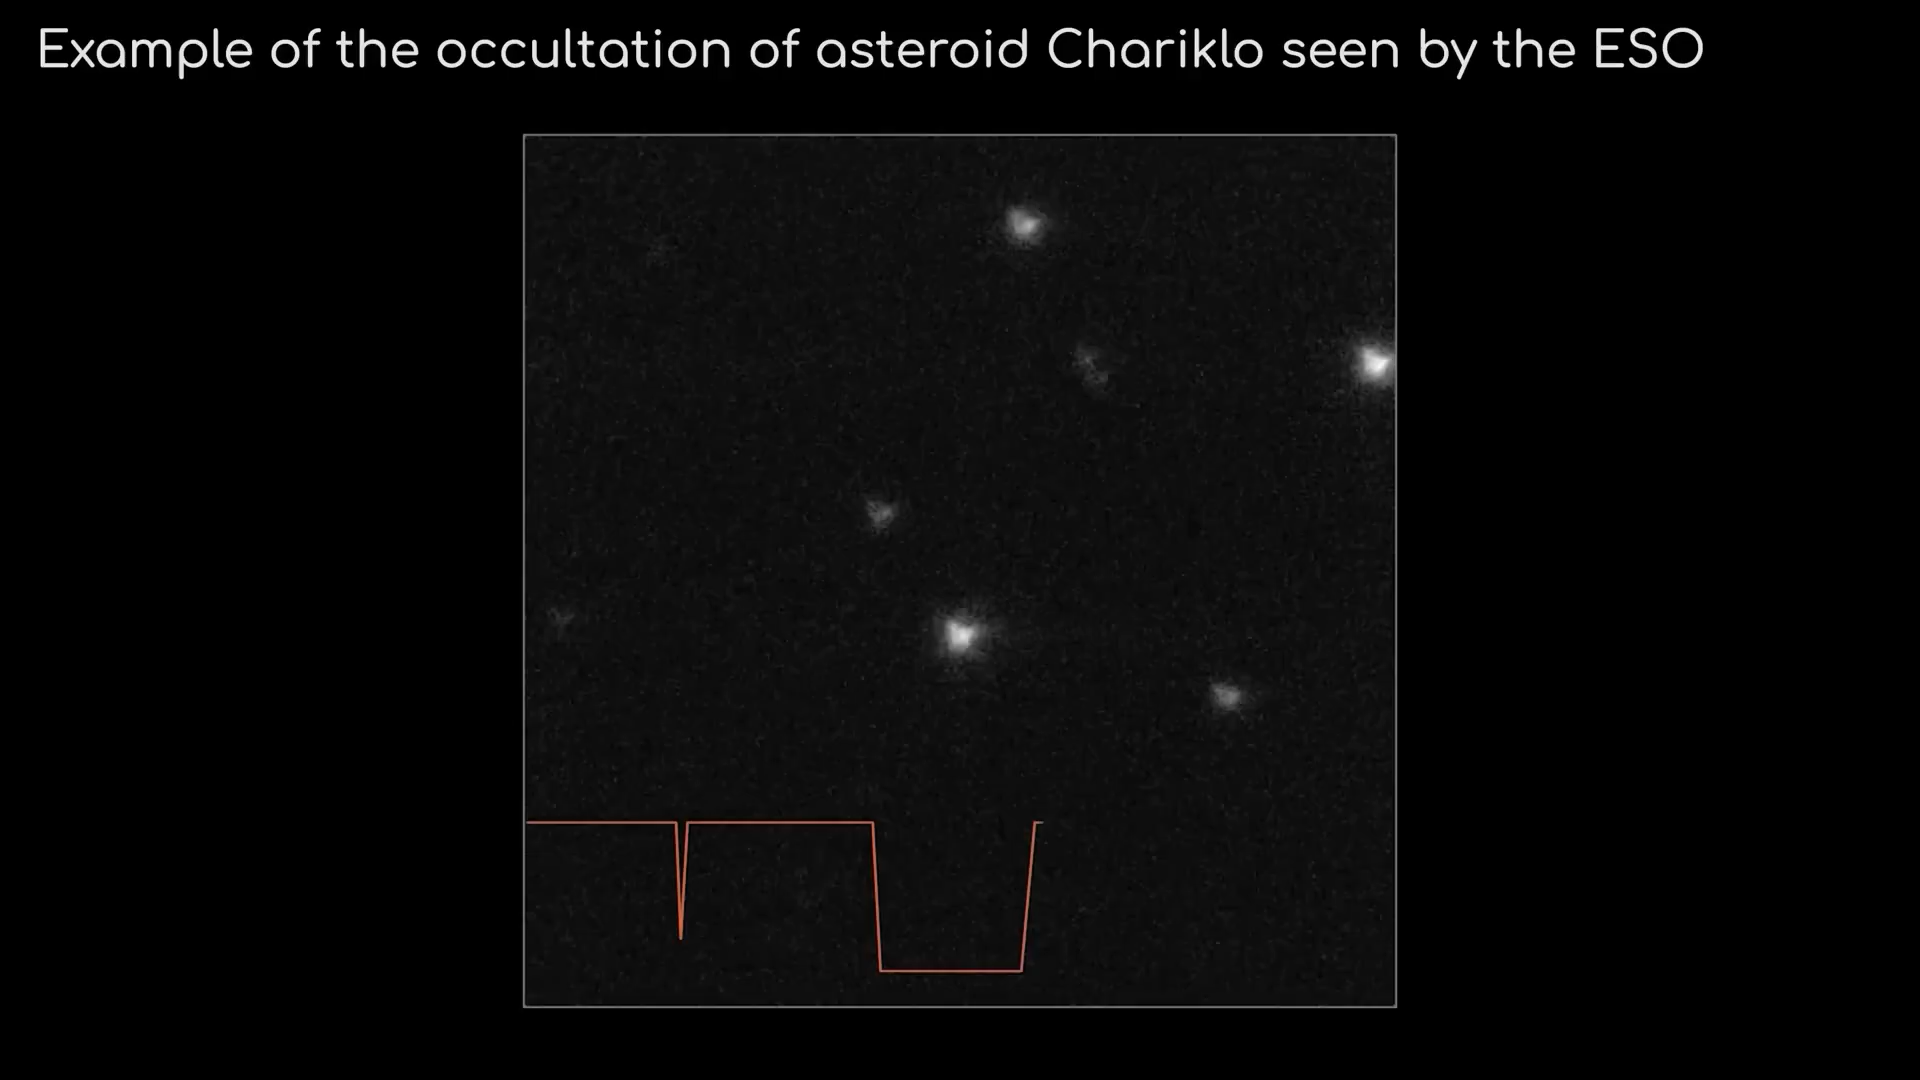 Example of the occultation of asteroid Chariklo seen by the ESO